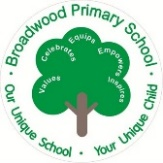 Broadwood Primary School
Values
Celebrates
Equips
Empowers
Inspires
Our Unique School • Your Unique Child